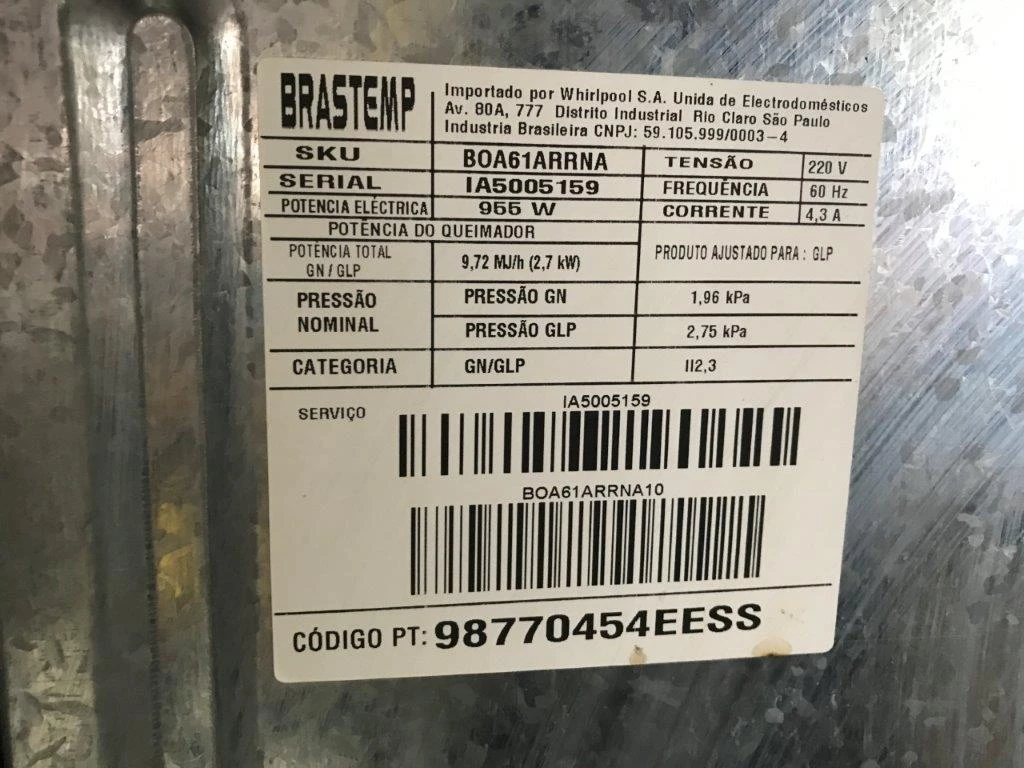 BRASTEMP
Importado por Whirlpool S.A. Unida de Electrodomésticos
Av. 80A, 777 Distrito Industrial Rio Claro São Paulo
Industria Brasileira CNPJ: 59.105.999/0003-4
SKU BOA61ARRNA TENSÃO 220 V
SERIAL IA5005159 FREQUÊNCIA 60 Hz
POTENCIA ELÉCTRICA 955 W CORRENTE 4,3 A
POTÊNCIA DO QUEIMADOR
POTÊNCIA TOTAL
GN / GLP
9,72 MJ/h (2,7 kW)
PRODUTO AJUSTADO PARA : GLP
PRESSÃO
NOMINAL
PRESSÃO GN 1,96 kPa
PRESSÃO GLP 2,75 kPa
CATEGORIA GN/GLP II2,3
SERVIÇO
IA5005159
BOA61ARRNA10
CÓDIGO PT: 98770454EESS